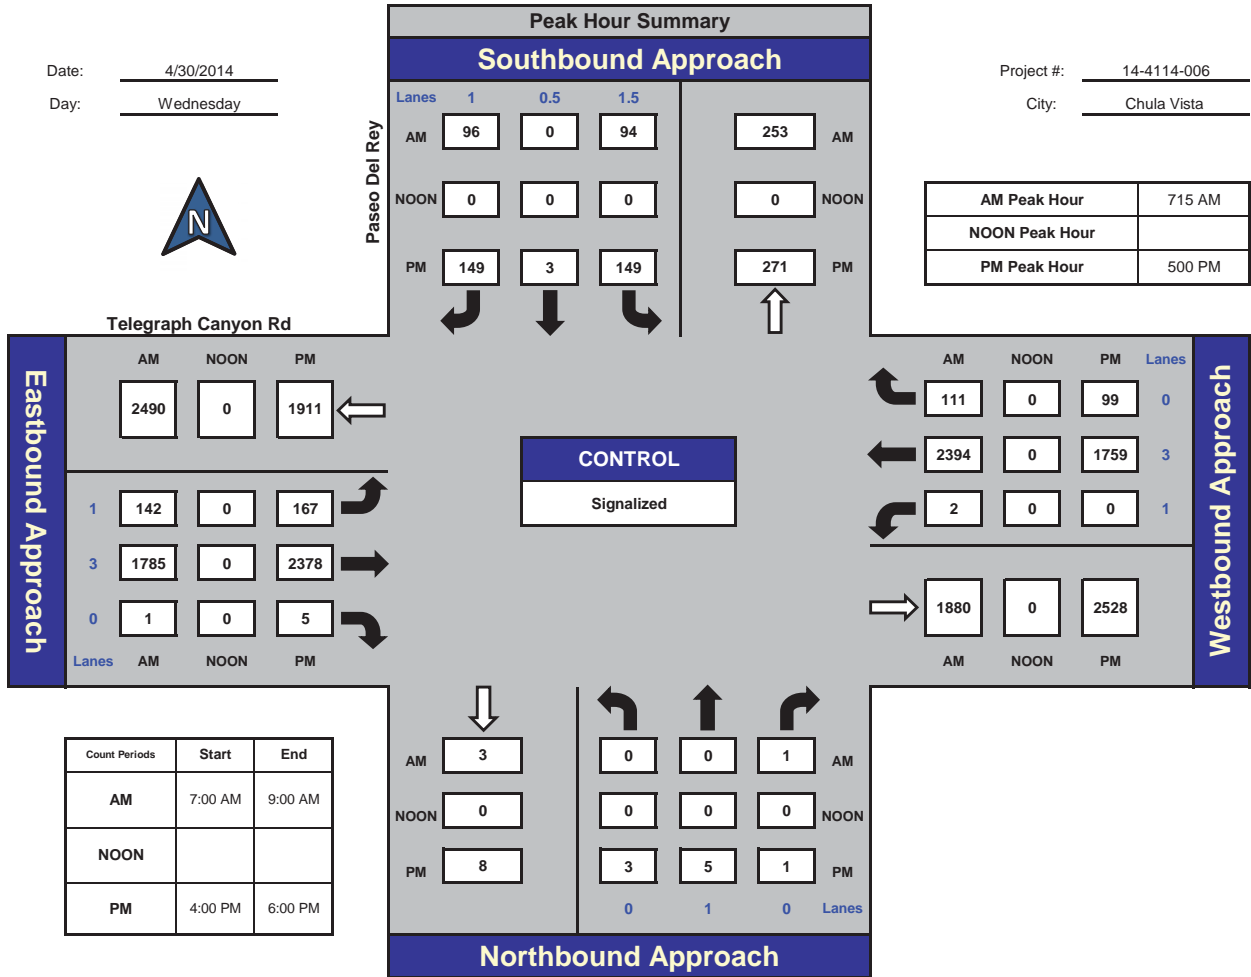 Peak Hour Summary
Southbound Approach
Date: 4/30/2014
Day: Wednesday
Project #: 14-4114-006
City: Chula Vista
N
Paseo Del Rey
Lanes 1 0.5 1.5
AM 96 0 94 253 AM
NOON 0 0 0 0 NOON
PM 149 3 149 271 PM
AM Peak Hour 715 AM
NOON Peak Hour
PM Peak Hour 500 PM
Telegraph Canyon Rd
Eastbound Approach
AM NOON PM
2490 0 1911
1 142 0 167
3 1785 0 2378
0 1 0 5
Lanes AM NOON PM
CONTROL
Signalized
AM NOON PM Lanes
111 0 99 0
2394 0 1759 3
2 0 0 1
1880 0 2528
AM NOON PM
Westbound Approach
Count Periods Start End
AM 7:00 AM 9:00 AM
NOON
PM 4:00 PM 6:00 PM
AM 3 0 0 1 AM
NOON 0 0 0 0 NOON
PM 8 3 5 1 PM
0 1 0 Lanes
Northbound Approach